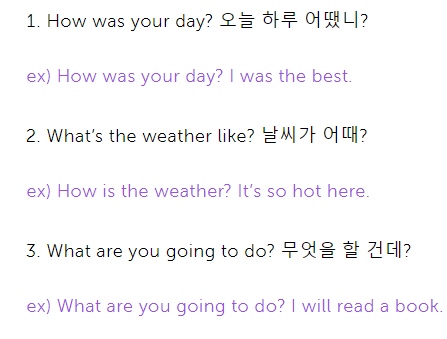 1. How was your day? 오늘 하루 어땠니?
ex) How was your day? I was the best.
2. What's the weather like? 날씨가 어때?
ex) How is the weather? It's so hot here.
3. What are you going to do? 무엇을 할 건데?
ex) What are you going to do? I will read a book.